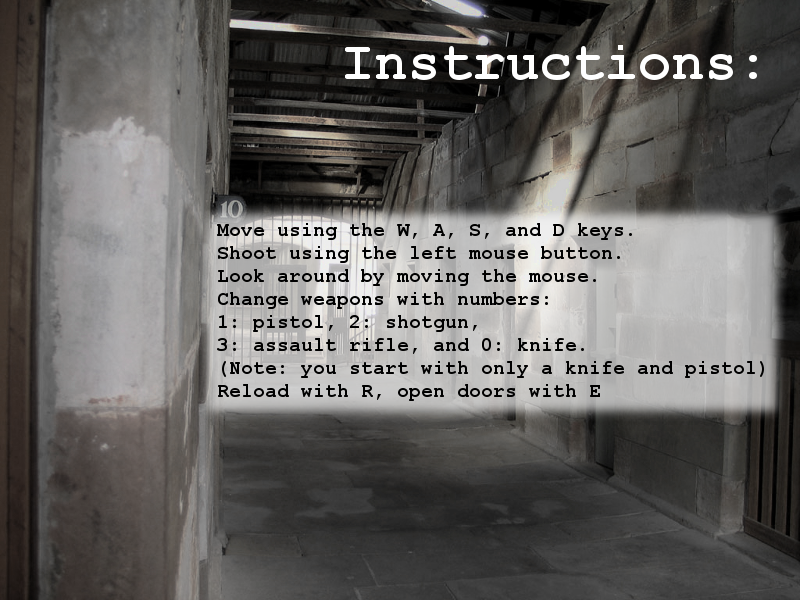 Instructions:
10
Move using the W, A, S, and D keys.
Shoot using the left mouse button.
Look around by moving the mouse.
Change weapons with numbers:
1: pistol, 2: shotgun,
3: assault rifle, and 0: knife.
(Note: you start with only a knife and pistol)
Reload with R, open doors with E